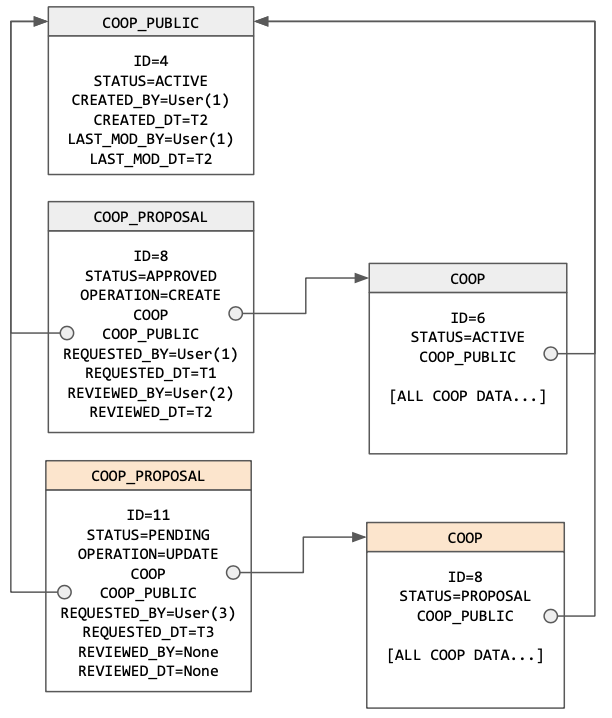 COOP_PUBLIC
ID=4
STATUS=ACTIVE
CREATED_BY=User(1)
CREATED_DT=T2
LAST_MOD_BY=User(1)
LAST_MOD_DT=T2
COOP_PROPOSAL
ID=8
STATUS=APPROVED
OPERATION=CREATE
COOP
COOP_PUBLIC
REQUESTED_BY=User(1)
REQUESTED_DT=T1
REVIEWED_BY=User(2)
REVIEWED_DT=T2
COOP
ID=6
STATUS=ACTIVE
COOP_PUBLIC
[ALL COOP DATA...]
COOP_PROPOSAL
ID=11
STATUS=PENDING
OPERATION=UPDATE
COOP
COOP_PUBLIC
REQUESTED_BY=User(3)
REQUESTED_DT=T3
REVIEWED_BY=None
REVIEWED_DT=None
COOP
ID=8
STATUS=PROPOSAL
COOP_PUBLIC
[ALL COOP DATA...]